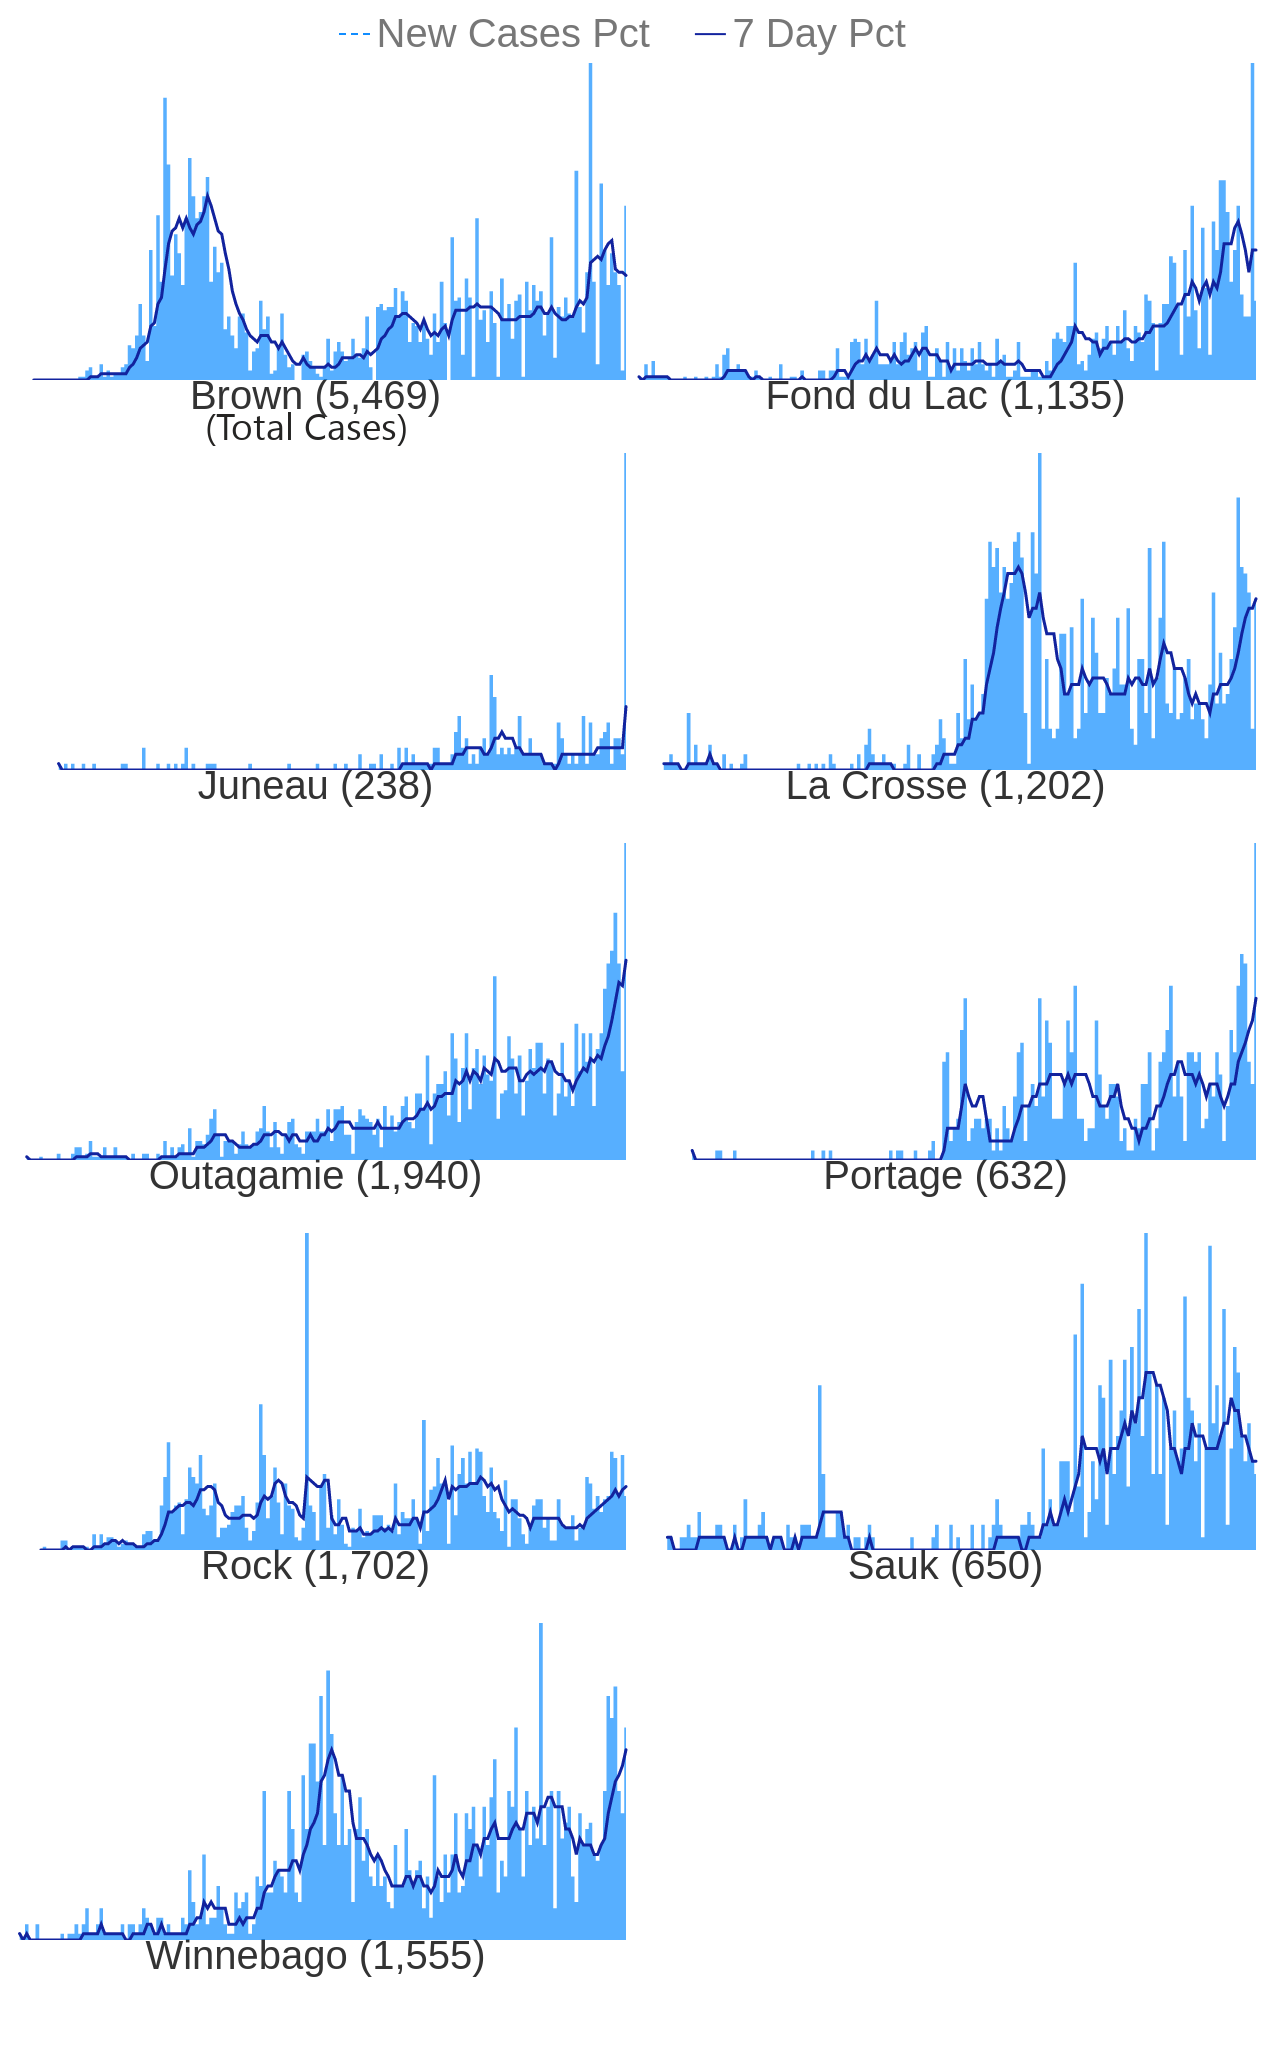 New Cases Pct 7 Day Pct
Brown (5,469) Fond du Lac (1,135)
(Total Cases)
Juneau (238) La Crosse (1,202)
Outagamie (1,940) Portage (632)
Rock (1,702) Sauk (650)
Winnebago (1,555)